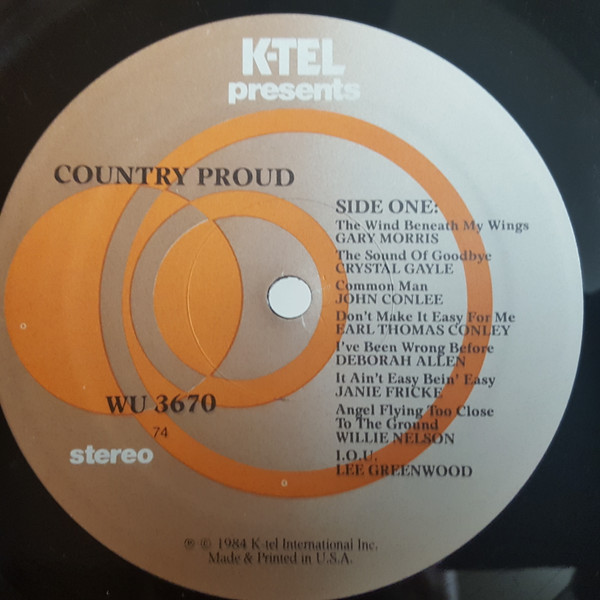 K-TEL
presents
COUNTRY PROUD
SIDE ONE:
The Wind Beneath My Wings
GARY MORRIS
The Sound Of Goodbye
CRYSTAL GAYLE
Common Man
JOHN CONLEE
Don't Make It Easy For Me
EARL THOMAS CONLEY
I've Been Wrong Before
DEBORAH ALLEN
It Ain't Easy Bein' Easy
JANIE FRICKE
Angel Flying Too Close
To The Ground
WILLIE NELSON
I.O.U.
LEE GREENWOOD
WU 3670
74
stereo
℗ © 1984 K-tel International Inc.
Made & Printed in U.S.A.